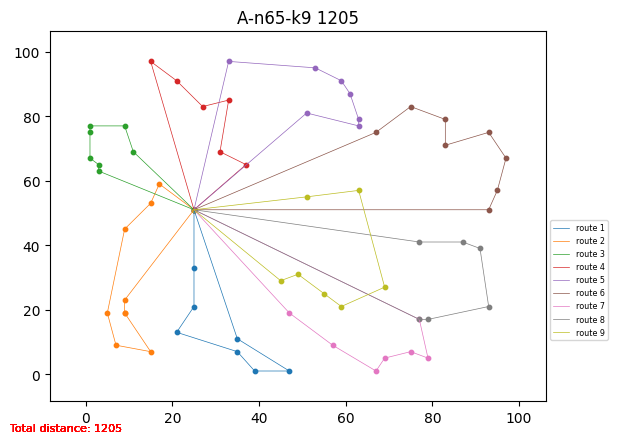 A-n65-k9 1205
100
80
60
40
20
0
0 20 40 60 80 100
route 1
route 2
route 3
route 4
route 5
route 6
route 7
route 8
route 9
Total distance: 1205